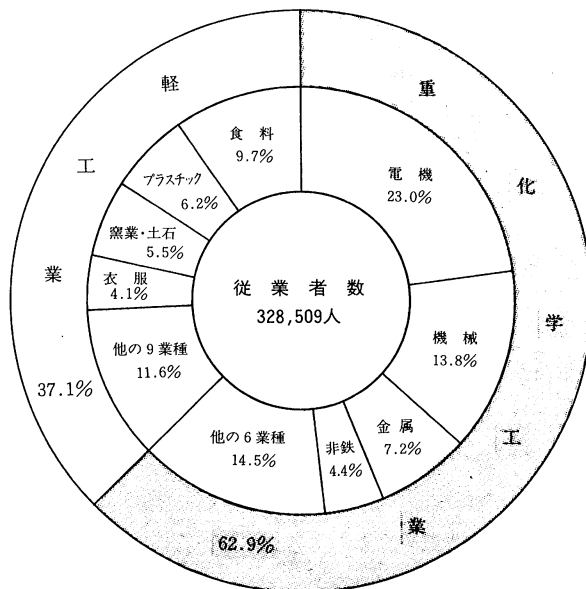 重化学工業
62.9%
軽工業
37.1%
電機
23.0%
機械
13.8%
金属
7.2%
非鉄
4.4%
他の6業種
14.5%
他の9業種
11.6%
衣服
4.1%
窯業・土石
5.5%
プラスチック
6.2%
食料
9.7%
従業者数
328,509人